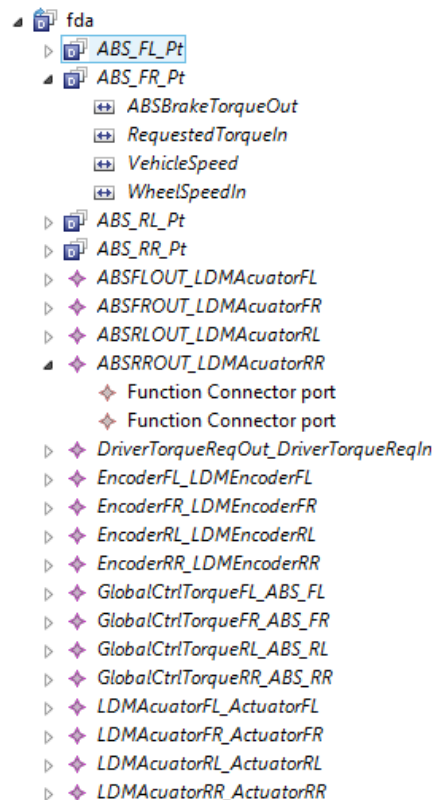 fda
ABS_FL_Pt
ABS_FR_Pt
ABSBrakeTorqueOut
RequestedTorqueIn
VehicleSpeed
WheelSpeedIn
ABS_RL_Pt
ABS_RR_Pt
ABSFLOUT_LDMAcuatorFL
ABSFROUT_LDMAcuatorFR
ABSRLOUT_LDMAcuatorRL
ABSRROUT_LDMAcuatorRR
Function Connector port
Function Connector port
DriverTorqueReqOut_DriverTorqueReqIn
EncoderFL_LDMEncoderFL
EncoderFR_LDMEncoderFR
EncoderRL_LDMEncoderRL
EncoderRR_LDMEncoderRR
GlobalCtrlTorqueFL_ABS_FL
GlobalCtrlTorqueFR_ABS_FR
GlobalCtrlTorqueRL_ABS_RL
GlobalCtrlTorqueRR_ABS_RR
LDMAcuatorFL_ActuatorFL
LDMAcuatorFR_ActuatorFR
LDMAcuatorRL_ActuatorRL
LDMAcuatorRR_ActuatorRR